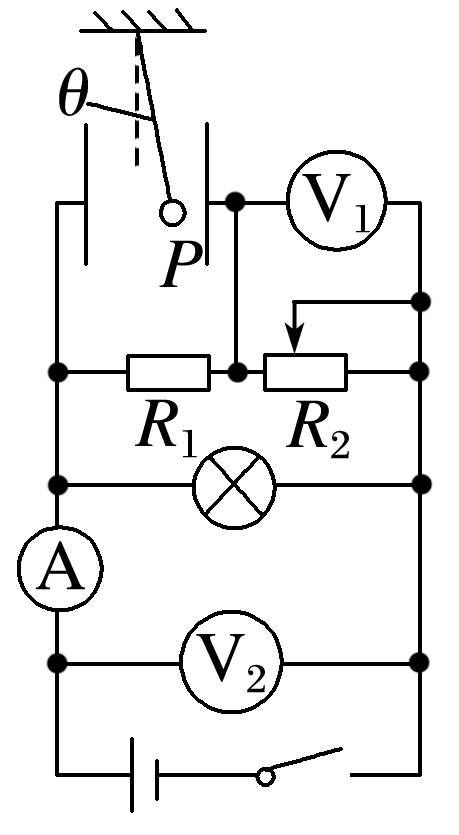 θ
V₁
P
R₁ R₂
A
V₂